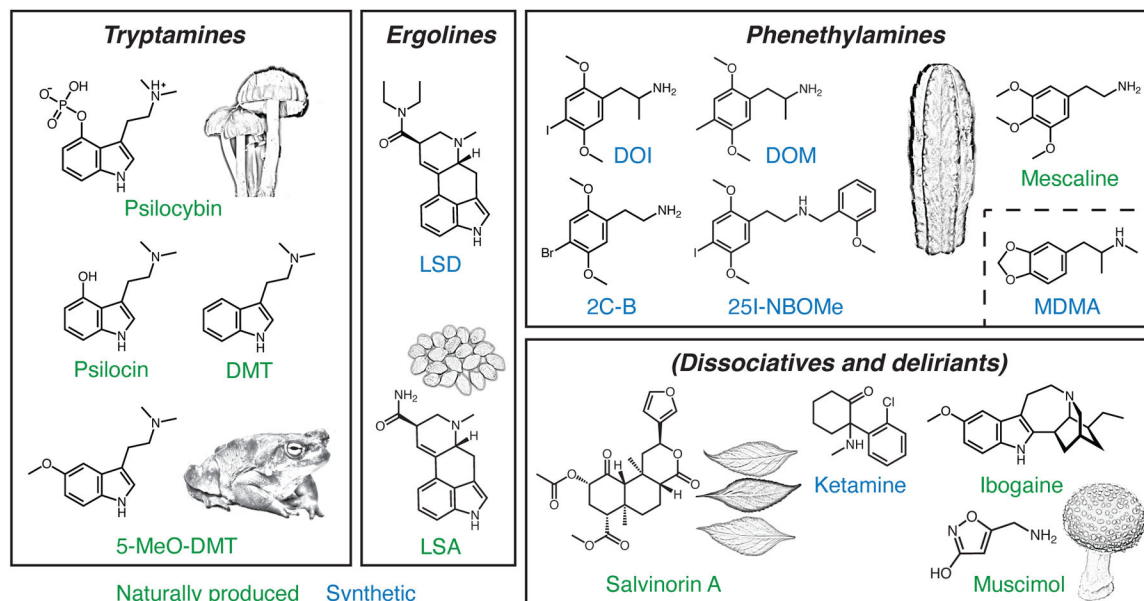 Tryptamines
Psilocybin
Psilocin
DMT
5-MeO-DMT
Ergolines
LSD
LSA
Phenethylamines
DOI
DOM
Mescaline
2C-B
25I-NBOMe
MDMA
(Dissociatives and deliriants)
Salvinorin A
Ketamine
Ibogaine
Muscimol
Naturally produced
Synthetic